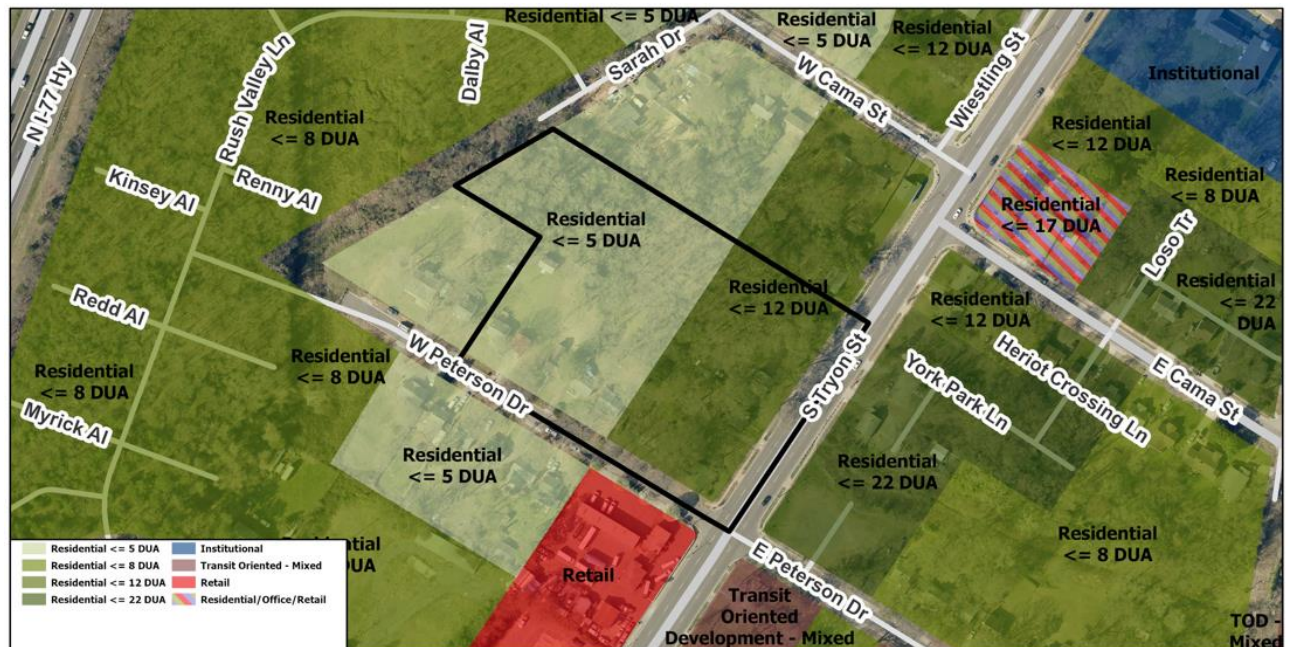 Residential <= 5 DUA
Residential
<= 5 DUA
Residential
<= 12 DUA
Institutional
N I-77 Hy
Rush Valley Ln
Dalby Al
Sarah Dr
W Cama St
Wiestling St
Residential
<= 8 DUA
Residential
<= 12 DUA
Residential
<= 8 DUA
Kinsey Al
Renny Al
Residential
<= 5 DUA
Residential
<= 17 DUA
Loso Tr
Residential
<= 12 DUA
Residential
<= 12 DUA
Residential
<= 22
DUA
Redd Al
W Peterson Dr
S Tryon St
York Park Ln
Heriot Crossing Ln
E Cama St
Residential
<= 8 DUA
Residential
<= 8 DUA
Myrick Al
Residential
<= 5 DUA
Residential
<= 22 DUA
Residential
<= 8 DUA
E Peterson Dr
Retail
Transit
Oriented
Development - Mixed
TOD -
Mixed
Residential <= 5 DUA
Residential <= 8 DUA
Residential <= 12 DUA
Residential <= 22 DUA
Institutional
Transit Oriented - Mixed
Retail
Residential/Office/Retail